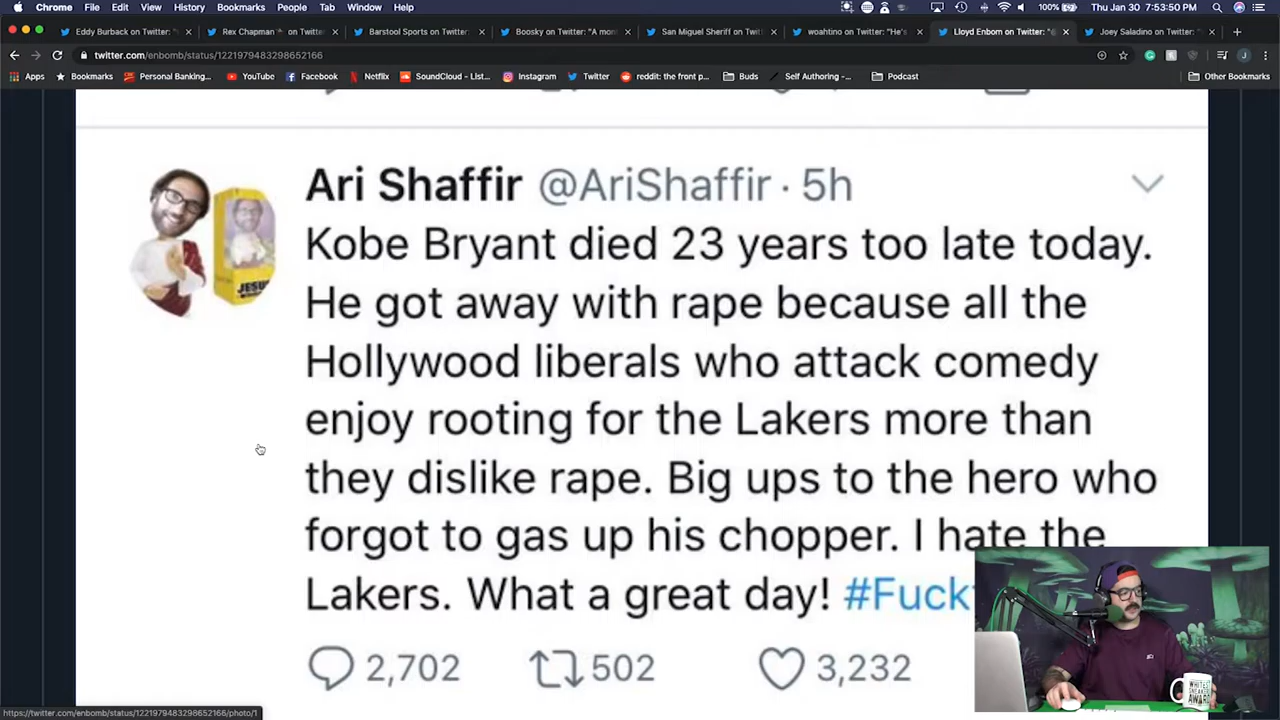 Chrome File Edit View History Bookmarks People Tab Window Help 100% Thu Jan 30 7:53:50 PM
Eddy Burback on Twitter: " Rex Chapman on Twitte Barstool Sports on Twitter: Boosky on Twitter: "A mon San Miguel Sheriff on Twitt woahtino on Twitter: "He's Lloyd Enbom on Twitter: " Joey Saladino on Twitter: "
twitter.com/enbomb/status/1221979483298652166
Apps Bookmarks Personal Banking... YouTube Facebook Netflix SoundCloud - List... Instagram Twitter reddit: the front p... Buds Self Authoring -... Podcast Other Bookmarks
Ari Shaffir @AriShaffir · 5h
Kobe Bryant died 23 years too late today.
He got away with rape because all the
Hollywood liberals who attack comedy
enjoy rooting for the Lakers more than
they dislike rape. Big ups to the hero who
forgot to gas up his chopper. I hate the
Lakers. What a great day! #Fuck
2,702 502 3,232
JESUS
WHITEST
AWARD
https://twitter.com/enbomb/status/1221979483298652166/photo/1